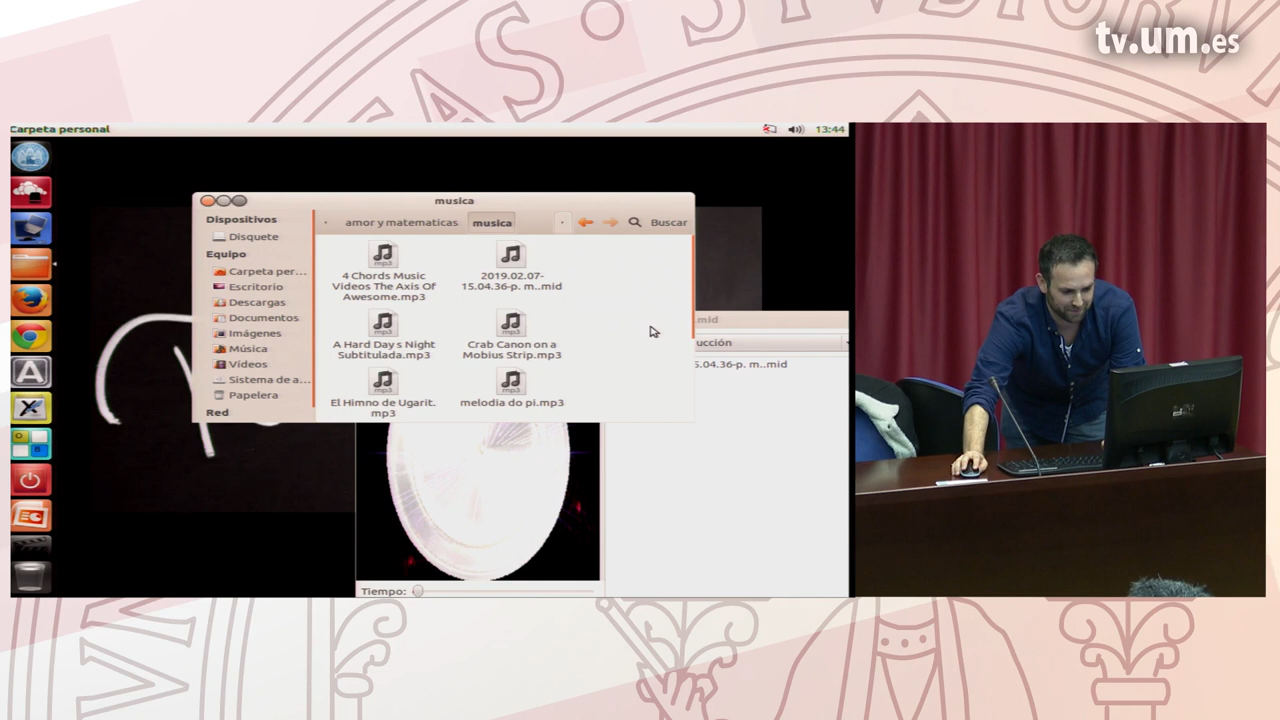 tv.um.es
Carpeta personal
13:44
musica
Dispositivos
Disquete
Equipo
Carpeta per...
Escritorio
Descargas
Documentos
Imágenes
Música
Vídeos
Sistema de a...
Papelera
Red
amor y matematicas
musica
Buscar
4 Chords Music
Videos The Axis Of
Awesome.mp3
2019.02.07-
15.04.36-p. m..mid
A Hard Day s Night
Subtitulada.mp3
Crab Canon on a
Mobius Strip.mp3
El Himno de Ugarit.
mp3
melodia do pi.mp3
.mid
ucción
5.04.36-p. m..mid
Tiempo: